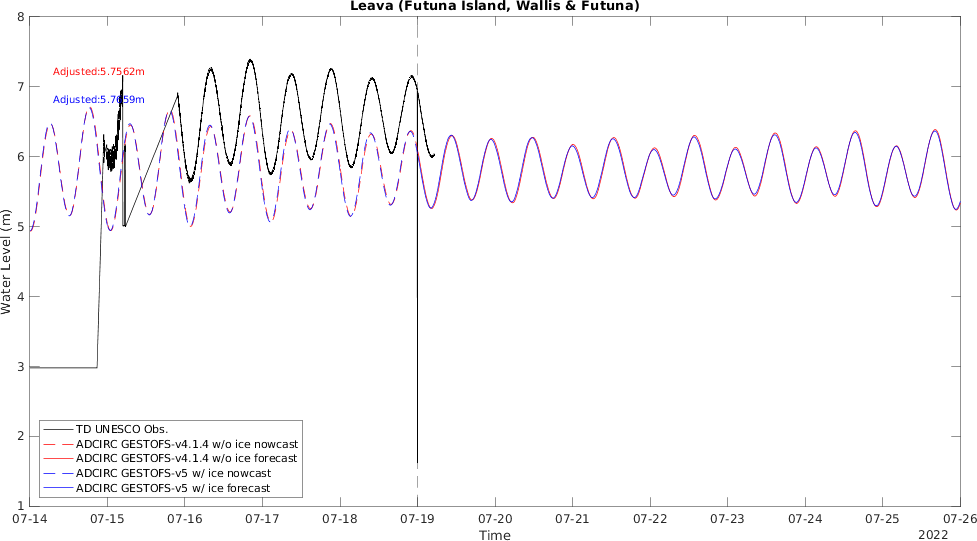 Leava (Futuna Island, Wallis & Futuna)
8
7
6
5
4
3
2
1
Water Level (m)
Adjusted:5.7562m
Adjusted:5.7659m
TD UNESCO Obs.
ADCIRC GESTOFS-v4.1.4 w/o ice nowcast
ADCIRC GESTOFS-v4.1.4 w/o ice forecast
ADCIRC GESTOFS-v5 w/ ice nowcast
ADCIRC GESTOFS-v5 w/ ice forecast
07-14 07-15 07-16 07-17 07-18 07-19 07-20 07-21 07-22 07-23 07-24 07-25 07-26
Time
2022